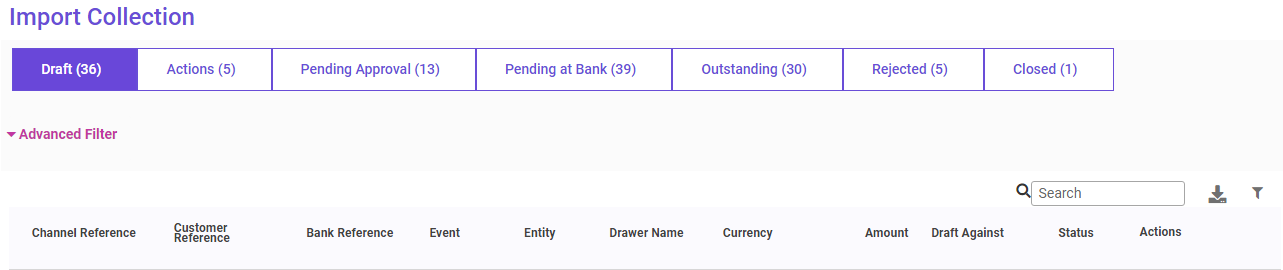 Import Collection
Draft (36) Actions (5) Pending Approval (13) Pending at Bank (39) Outstanding (30) Rejected (5) Closed (1)
Advanced Filter
Search
Channel Reference Customer Reference Bank Reference Event Entity Drawer Name Currency Amount Draft Against Status Actions